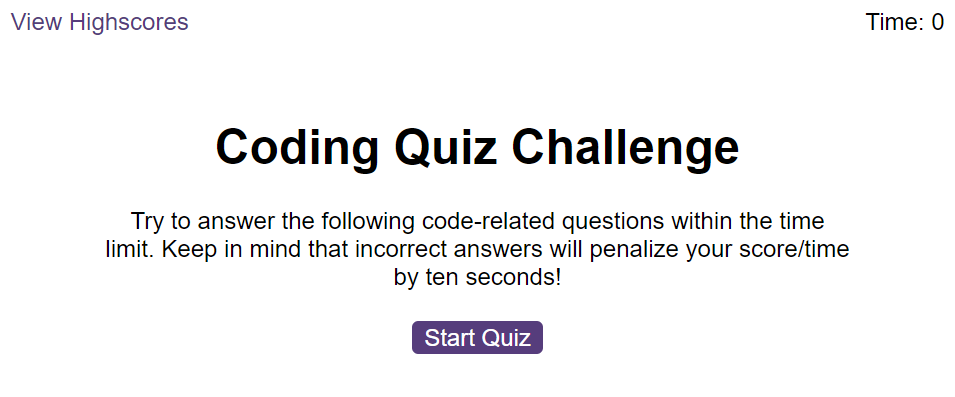 View Highscores
Time: 0
Coding Quiz Challenge
Try to answer the following code-related questions within the time
limit. Keep in mind that incorrect answers will penalize your score/time
by ten seconds!
Start Quiz